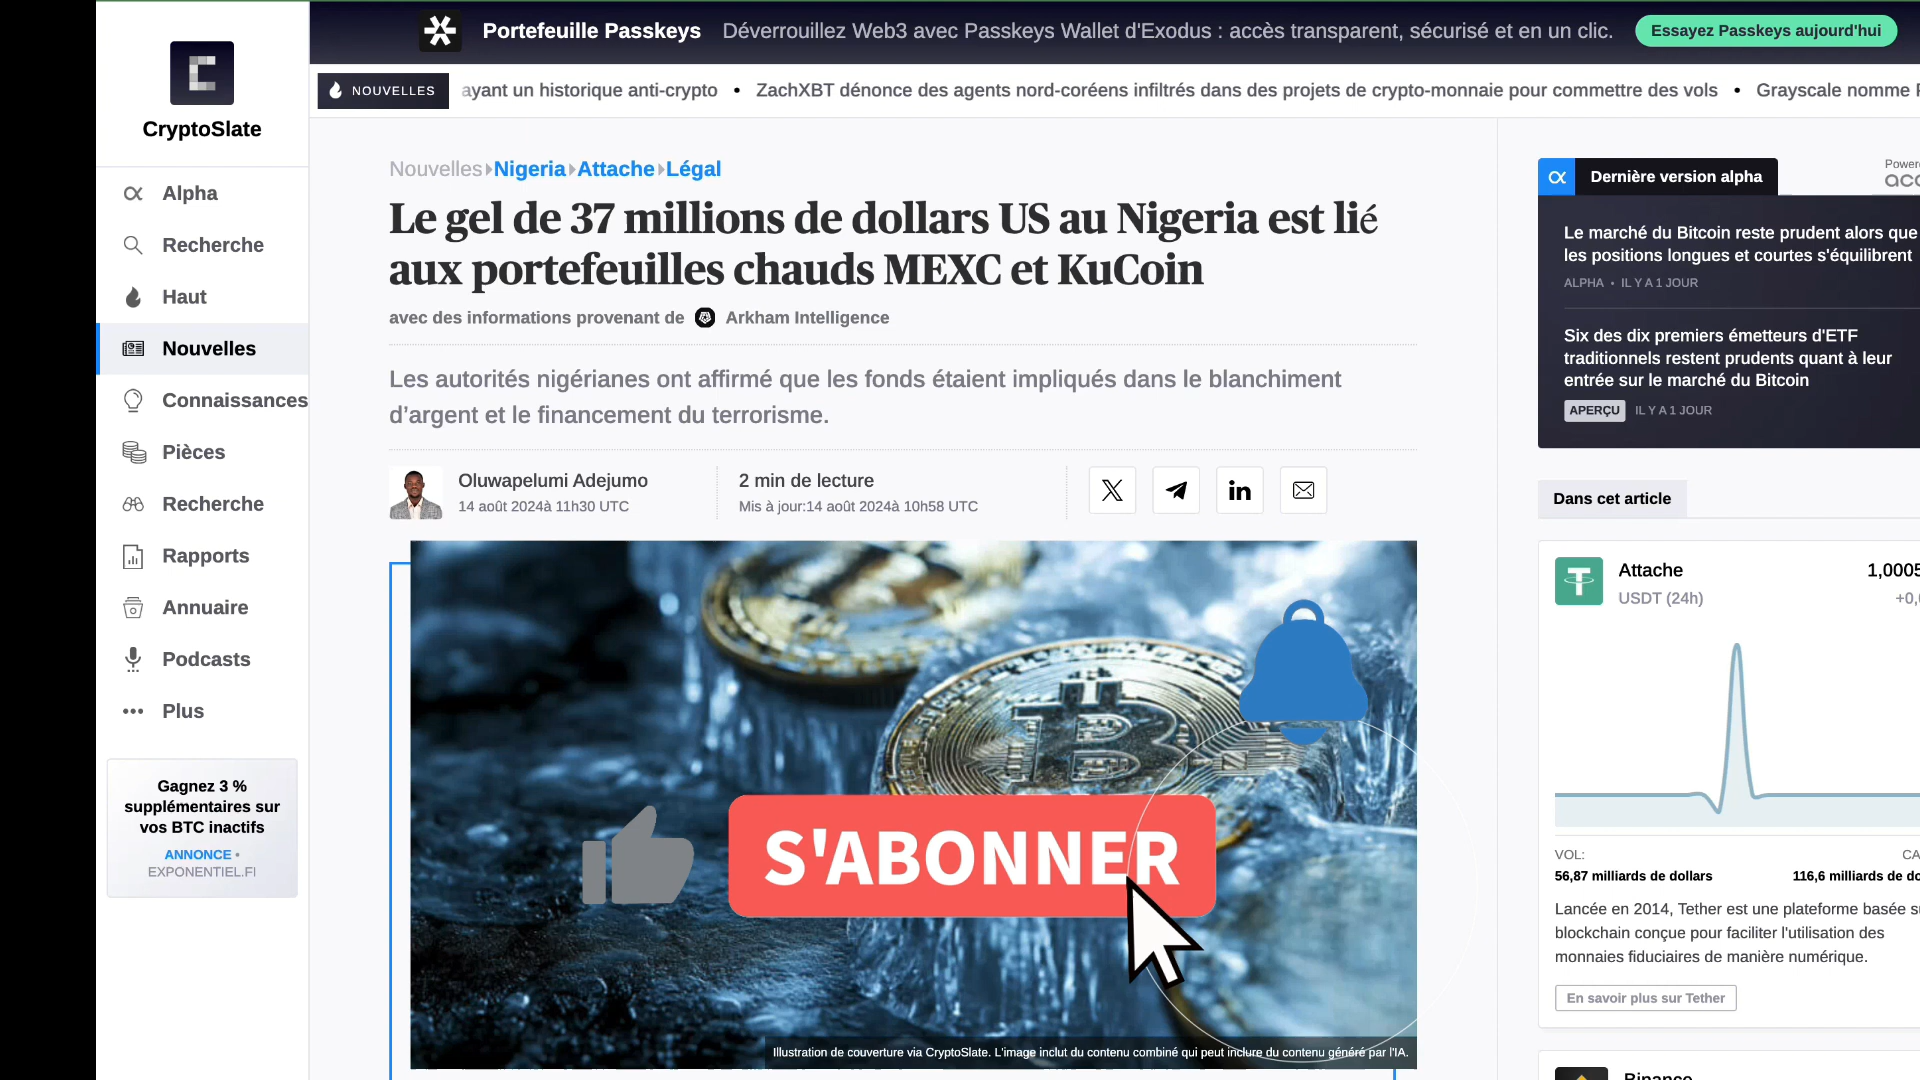 Portefeuille Passkeys Déverrouillez Web3 avec Passkeys Wallet d'Exodus : accès transparent, sécurisé et en un clic. Essayez Passkeys aujourd'hui
NOUVELLES ayant un historique anti-crypto • ZachXBT dénonce des agents nord-coréens infiltrés dans des projets de crypto-monnaie pour commettre des vols • Grayscale nomme
CryptoSlate
Alpha
Recherche
Haut
Nouvelles
Connaissances
Pièces
Recherche
Rapports
Annuaire
Podcasts
Plus
Gagnez 3 %
supplémentaires sur
vos BTC inactifs
ANNONCE •
EXPONENTIEL.FI
Nouvelles Nigeria Attache Légal
Le gel de 37 millions de dollars US au Nigeria est lié
aux portefeuilles chauds MEXC et KuCoin
avec des informations provenant de Arkham Intelligence
Les autorités nigérianes ont affirmé que les fonds étaient impliqués dans le blanchiment
d’argent et le financement du terrorisme.
Oluwapelumi Adejumo
14 août 2024à 11h30 UTC
2 min de lecture
Mis à jour:14 août 2024à 10h58 UTC
S'ABONNER
Illustration de couverture via CryptoSlate. L'image inclut du contenu combiné qui peut inclure du contenu généré par l'IA.
Dernière version alpha
Le marché du Bitcoin reste prudent alors que
les positions longues et courtes s'équilibrent
ALPHA • IL Y A 1 JOUR
Six des dix premiers émetteurs d'ETF
traditionnels restent prudents quant à leur
entrée sur le marché du Bitcoin
APERÇU IL Y A 1 JOUR
Dans cet article
Attache 1,0005
USDT (24h) +0,
VOL:
56,87 milliards de dollars 116,6 milliards de
Lancée en 2014, Tether est une plateforme basée
blockchain conçue pour faciliter l'utilisation des
monnaies fiduciaires de manière numérique.
En savoir plus sur Tether
Binance